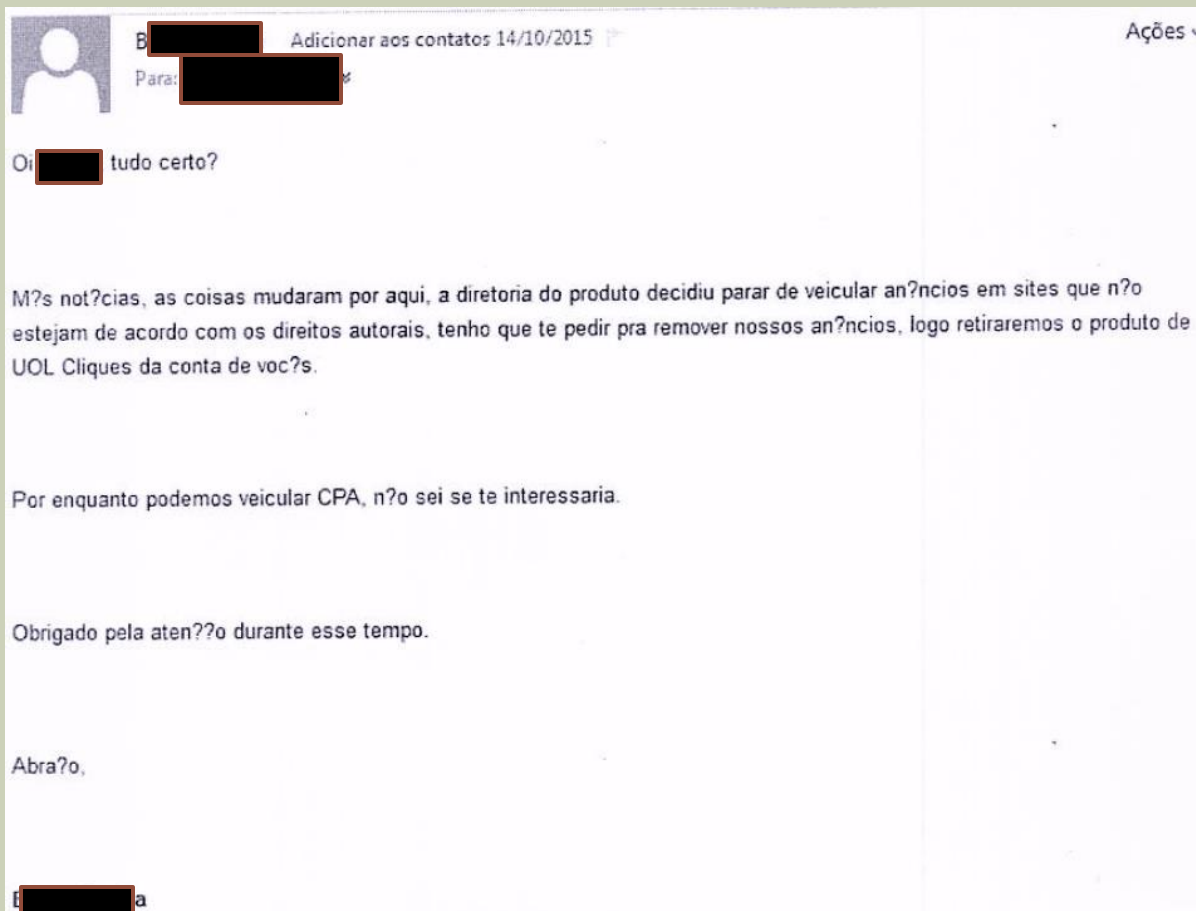 B Adicionar aos contatos 14/10/2015
Ações
Para:
Oi tudo certo?
M?s not?cias, as coisas mudaram por aqui, a diretoria do produto decidiu parar de veicular an?ncios em sites que n?o
estejam de acordo com os direitos autorais, tenho que te pedir pra remover nossos an?ncios, logo retiraremos o produto de
UOL Cliques da conta de voc?s.
Por enquanto podemos veicular CPA, n?o sei se te interessaria.
Obrigado pela aten??o durante esse tempo.
Abra?o,
a